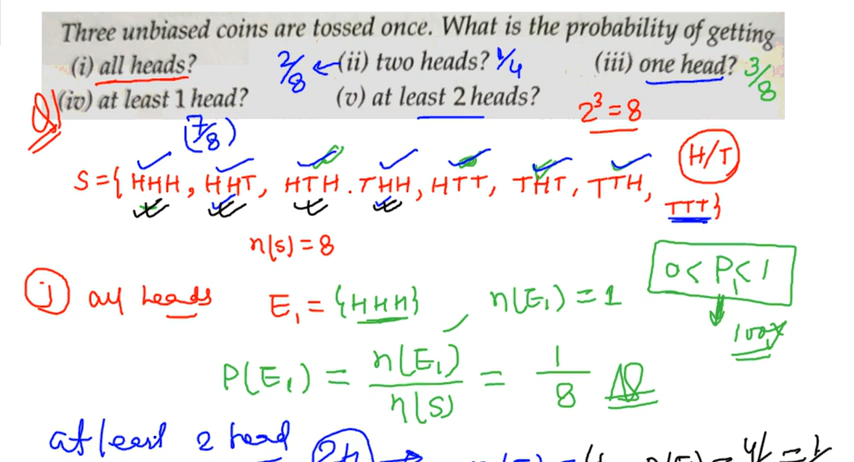 Three unbiased coins are tossed once. What is the probability of getting
(i) all heads? 2/8 ← (ii) two heads? 1/4 (iii) one head? 3/8
Q (iv) at least 1 head? (v) at least 2 heads? 2³ = 8
(7/8)
H/T
S = { HHH, HHT, HTH. THH, HTT, THT, TTH,
TTT}
n(s) = 8
0 < P₁ < 1
(i) all heads E₁ = {HHH} n(E₁) = 1
100%
P(E₁) = n(E₁)/n(S) = 1/8
at least 2 head